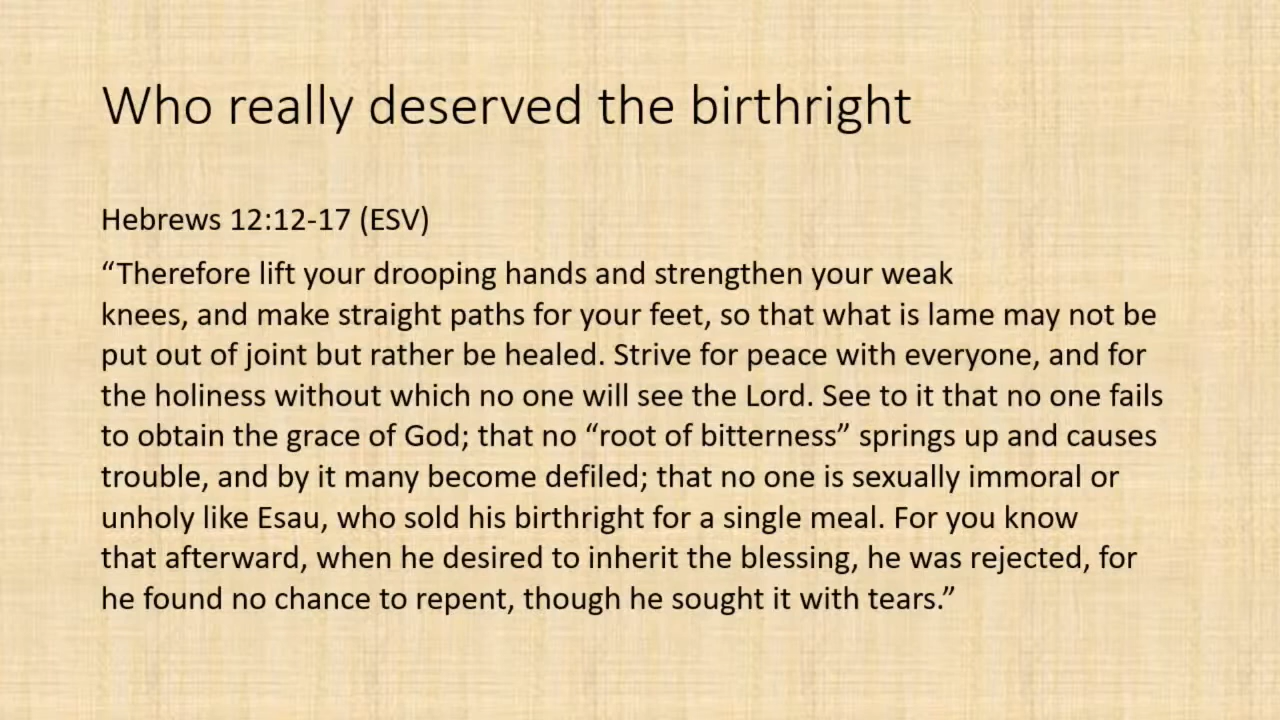 Who really deserved the birthright
Hebrews 12:12-17 (ESV)
“Therefore lift your drooping hands and strengthen your weak
knees, and make straight paths for your feet, so that what is lame may not be
put out of joint but rather be healed. Strive for peace with everyone, and for
the holiness without which no one will see the Lord. See to it that no one fails
to obtain the grace of God; that no “root of bitterness” springs up and causes
trouble, and by it many become defiled; that no one is sexually immoral or
unholy like Esau, who sold his birthright for a single meal. For you know
that afterward, when he desired to inherit the blessing, he was rejected, for
he found no chance to repent, though he sought it with tears.”